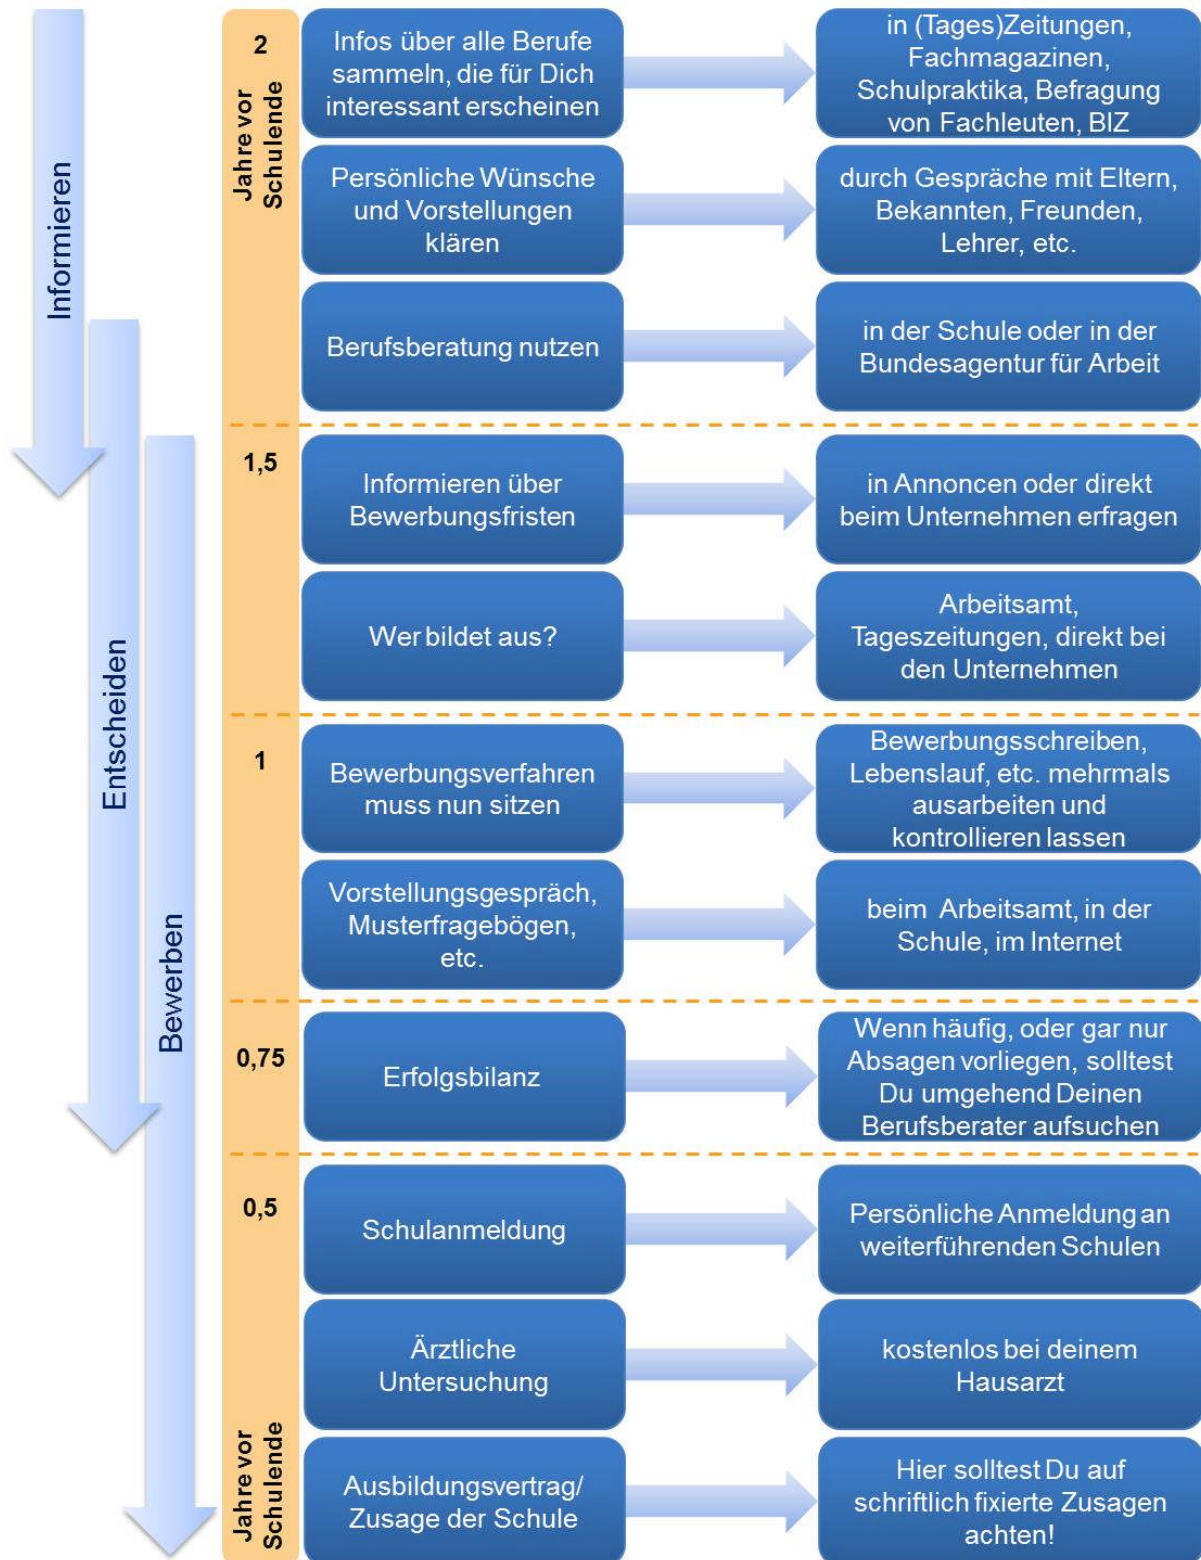 Informieren
Entscheiden
Bewerben
2
Jahre vor
Schulende
Infos über alle Berufe
sammeln, die für Dich
interessant erscheinen
in (Tages)Zeitungen,
Fachmagazinen,
Schulpraktika, Befragung
von Fachleuten, BIZ
Persönliche Wünsche
und Vorstellungen
klären
durch Gespräche mit Eltern,
Bekannten, Freunden,
Lehrer, etc.
Berufsberatung nutzen
in der Schule oder in der
Bundesagentur für Arbeit
1,5
Informieren über
Bewerbungsfristen
in Annoncen oder direkt
beim Unternehmen erfragen
Wer bildet aus?
Arbeitsamt,
Tageszeitungen, direkt bei
den Unternehmen
1
Bewerbungsverfahren
muss nun sitzen
Bewerbungsschreiben,
Lebenslauf, etc. mehrmals
ausarbeiten und
kontrollieren lassen
Vorstellungsgespräch,
Musterfragebögen,
etc.
beim Arbeitsamt, in der
Schule, im Internet
0,75
Erfolgsbilanz
Wenn häufig, oder gar nur
Absagen vorliegen, solltest
Du umgehend Deinen
Berufsberater aufsuchen
0,5
Schulanmeldung
Persönliche Anmeldung an
weiterführenden Schulen
Ärztliche
Untersuchung
kostenlos bei deinem
Hausarzt
Jahre vor
Schulende
Ausbildungsvertrag/
Zusage der Schule
Hier solltest Du auf
schriftlich fixierte Zusagen
achten!